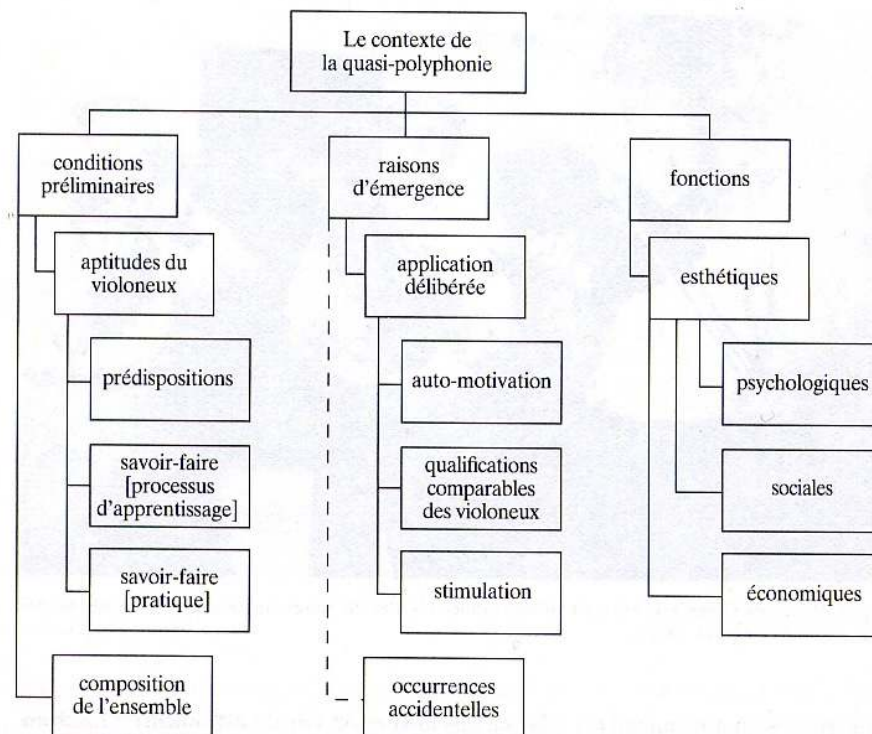 Le contexte de
la quasi-polyphonie
conditions
préliminaires
aptitudes du
violoneux
prédispositions
savoir-faire
[processus
d'apprentissage]
savoir-faire
[pratique]
composition
de l'ensemble
raisons
d'émergence
application
délibérée
auto-motivation
qualifications
comparables
des violoneux
stimulation
occurrences
accidentelles
fonctions
esthétiques
psychologiques
sociales
économiques